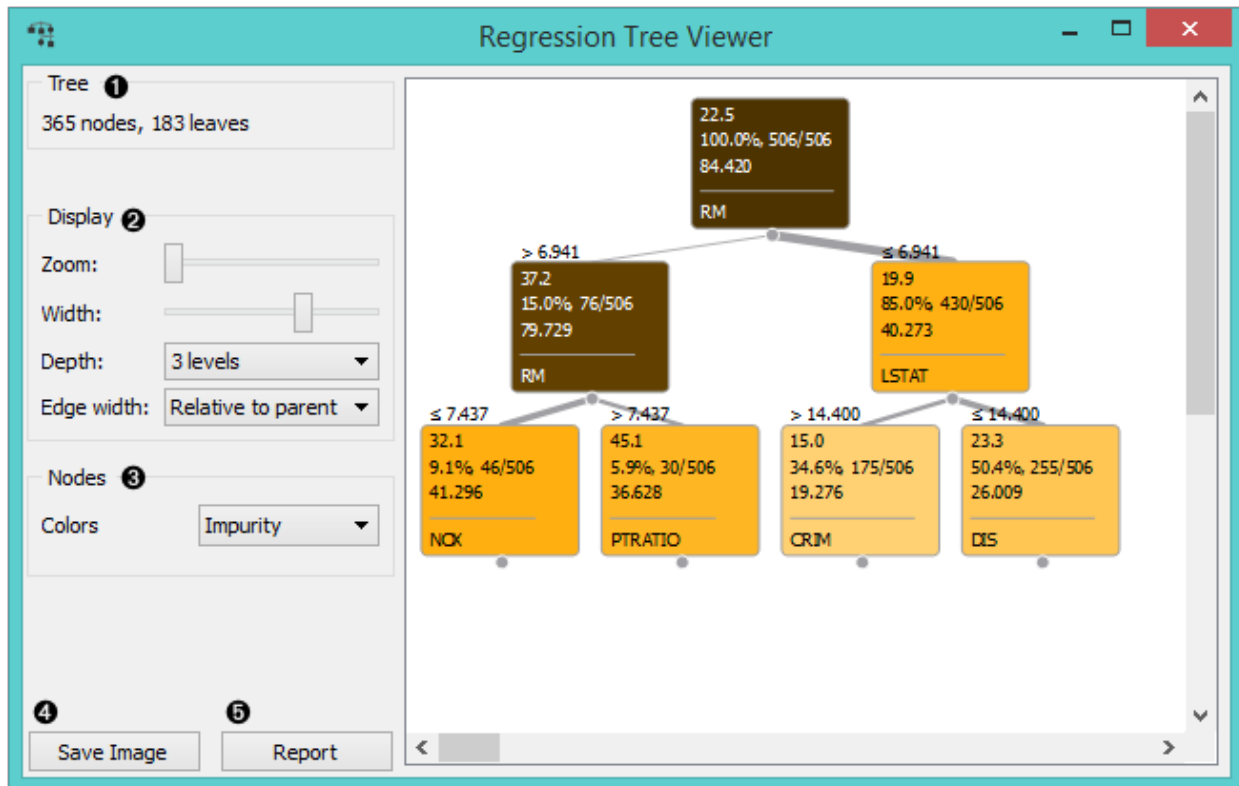 Regression Tree Viewer
Tree ❶
365 nodes, 183 leaves
Display ❷
Zoom:
Width:
Depth: 3 levels
Edge width: Relative to parent
Nodes ❸
Colors Impurity
❹ ❺
Save Image Report
22.5
100.0%, 506/506
84.420
RM
> 6.941
37.2
15.0%, 76/506
79.729
RM
≤ 6.941
19.9
85.0%, 430/506
40.273
LSTAT
≤ 7.437
32.1
9.1%, 46/506
41.296
NOX
> 7.437
45.1
5.9%, 30/506
36.628
PTRATIO
> 14.400
15.0
34.6%, 175/506
19.276
CRIM
≤ 14.400
23.3
50.4%, 255/506
26.009
DIS